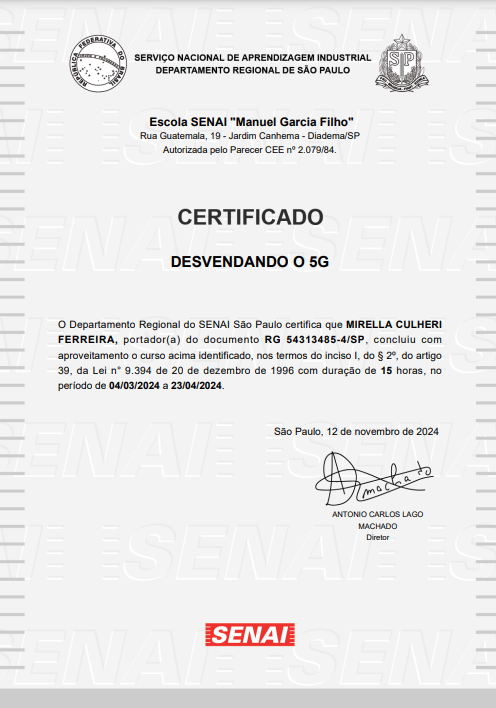 REPÚBLICA FEDERATIVA DO BRASIL
SERVIÇO NACIONAL DE APRENDIZAGEM INDUSTRIAL
DEPARTAMENTO REGIONAL DE SÃO PAULO
SP
Escola SENAI "Manuel Garcia Filho"
Rua Guatemala, 19 - Jardim Canhema - Diadema/SP
Autorizada pelo Parecer CEE nº 2.079/84.
CERTIFICADO
DESVENDANDO O 5G
O Departamento Regional do SENAI São Paulo certifica que MIRELLA CULHERI
FERREIRA, portador(a) do documento RG 54313485-4/SP, concluiu com
aproveitamento o curso acima identificado, nos termos do inciso I, do § 2º, do artigo
39, da Lei n° 9.394 de 20 de dezembro de 1996 com duração de 15 horas, no
período de 04/03/2024 a 23/04/2024.
São Paulo, 12 de novembro de 2024
Machado
ANTONIO CARLOS LAGO
MACHADO
Diretor
SENAI